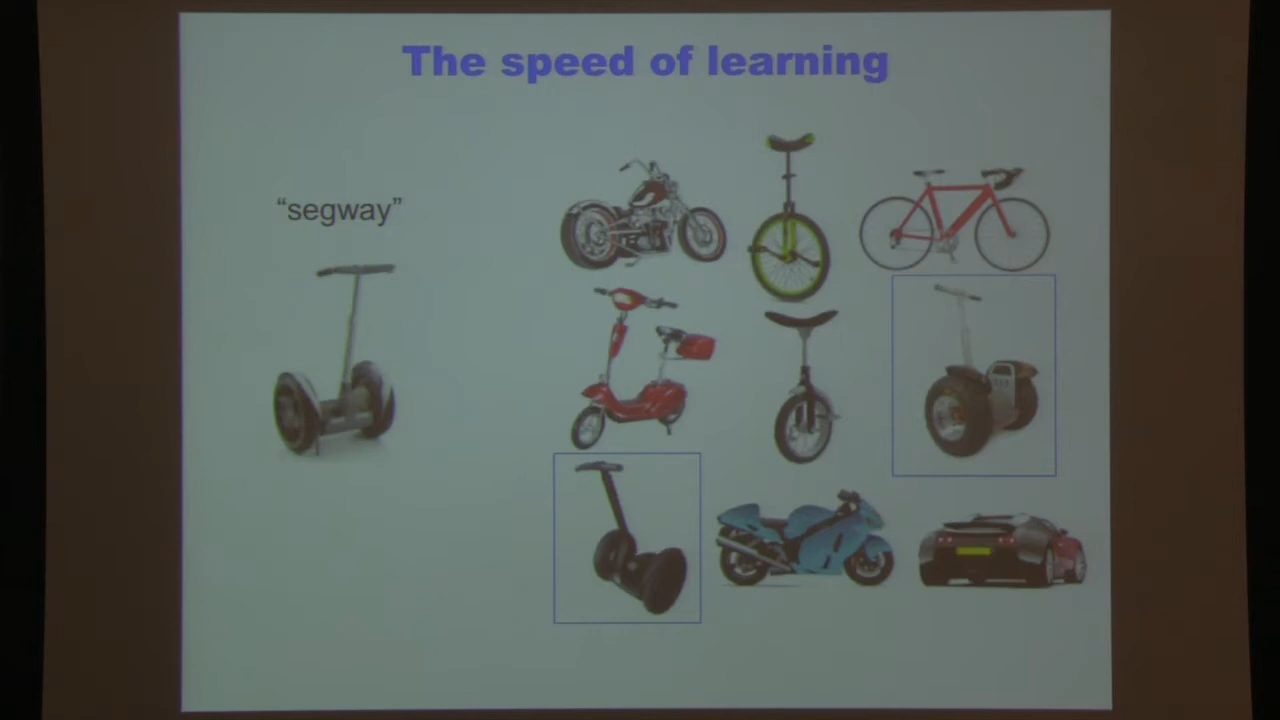 The speed of learning
“segway”